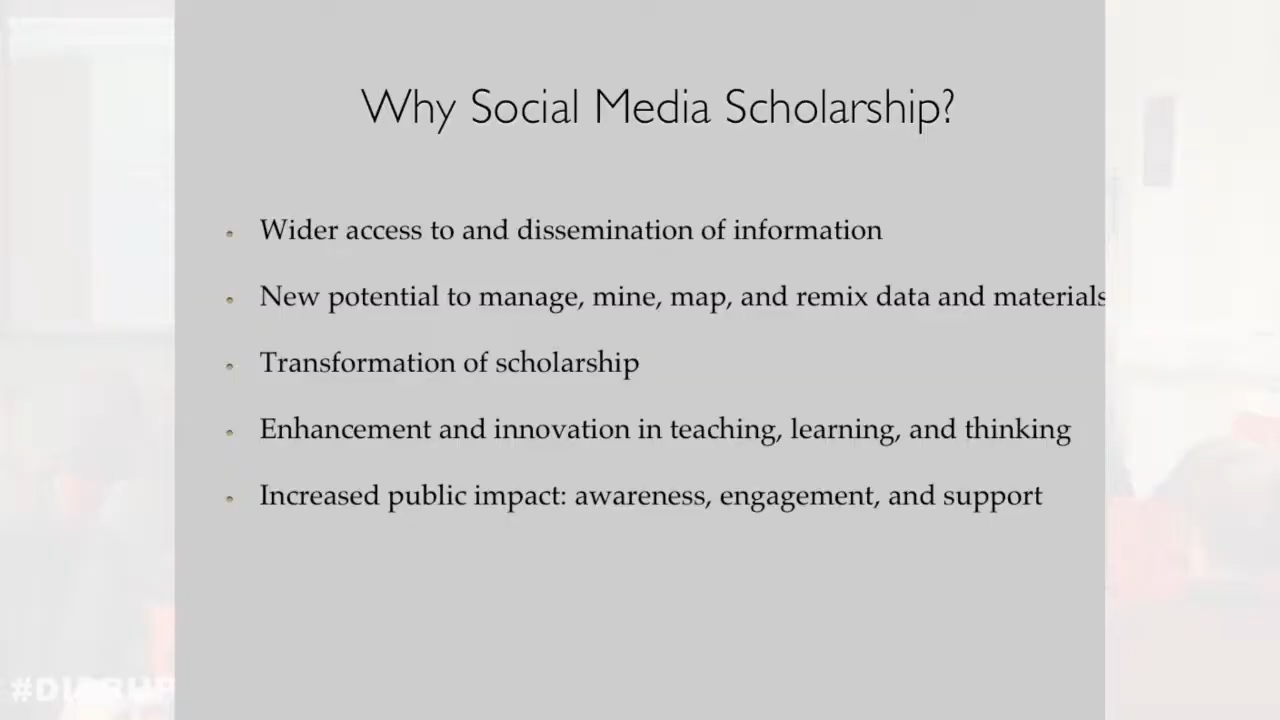 Why Social Media Scholarship?
Wider access to and dissemination of information
New potential to manage, mine, map, and remix data and materials
Transformation of scholarship
Enhancement and innovation in teaching, learning, and thinking
Increased public impact: awareness, engagement, and support